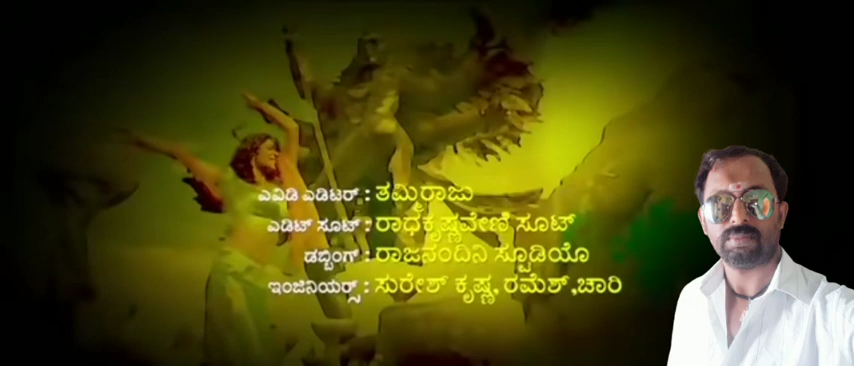 ಎವಿಡಿ ಎಡಿಟರ್ : ತಮ್ಮಿರಾಜು
ಎಡಿಟ್ ಸೂಟ್ : ರಾಧಕೃಷ್ಣವೇಣಿ ಸೂಟ್
ಡಬ್ಬಿಂಗ್ : ರಾಜನಂದಿನಿ ಸ್ಟೂಡಿಯೊ
ಇಂಜಿನಿಯರ್ಸ್ : ಸುರೇಶ್ ಕೃಷ್ಣ, ರಮೇಶ್,ಚಾರಿ